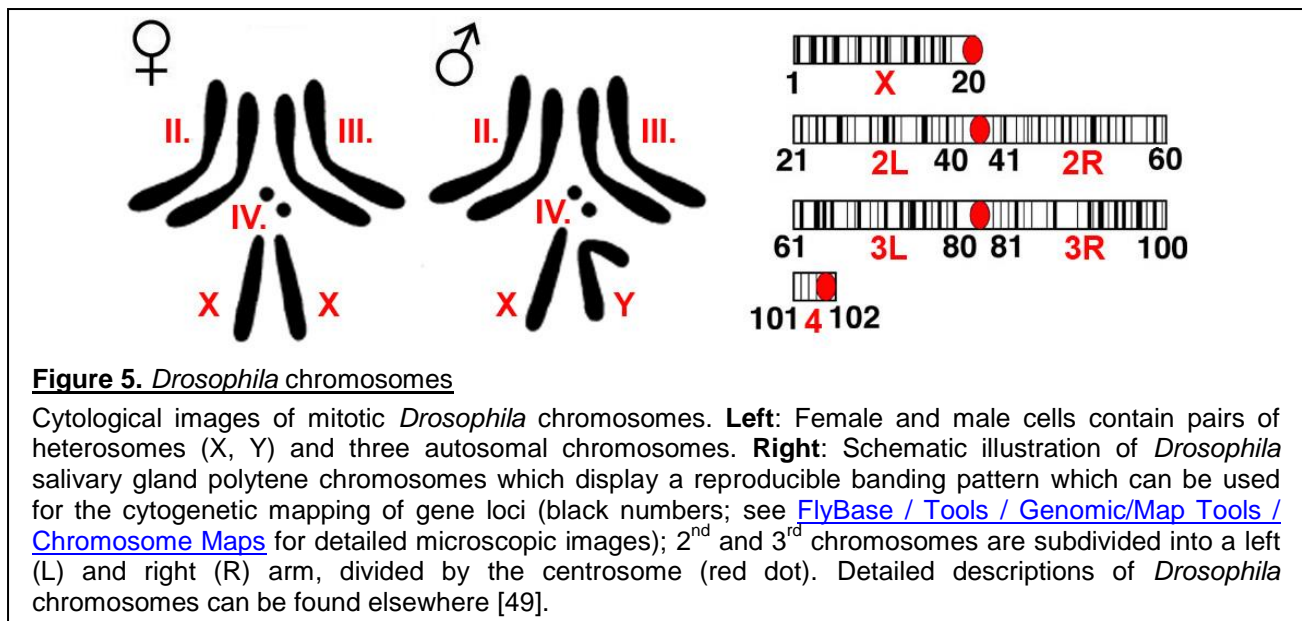 ♀ ♂
II. III. II. III.
1 X 20
21 2L 40 41 2R 60
IV. IV.
61 3L 80 81 3R 100
X X X Y
101 4 102
Figure 5. Drosophila chromosomes
Cytological images of mitotic Drosophila chromosomes. Left: Female and male cells contain pairs of
heterosomes (X, Y) and three autosomal chromosomes. Right: Schematic illustration of Drosophila
salivary gland polytene chromosomes which display a reproducible banding pattern which can be used
for the cytogenetic mapping of gene loci (black numbers; see FlyBase / Tools / Genomic/Map Tools /
Chromosome Maps for detailed microscopic images); 2nd and 3rd chromosomes are subdivided into a left
(L) and right (R) arm, divided by the centrosome (red dot). Detailed descriptions of Drosophila
chromosomes can be found elsewhere [49].